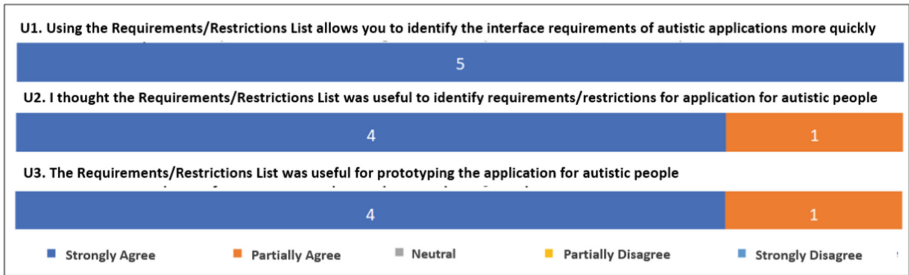 U1. Using the Requirements/Restrictions List allows you to identify the interface requirements of autistic applications more quickly
5
U2. I thought the Requirements/Restrictions List was useful to identify requirements/restrictions for application for autistic people
4 1
U3. The Requirements/Restrictions List was useful for prototyping the application for autistic people
4 1
Strongly Agree Partially Agree Neutral Partially Disagree Strongly Disagree